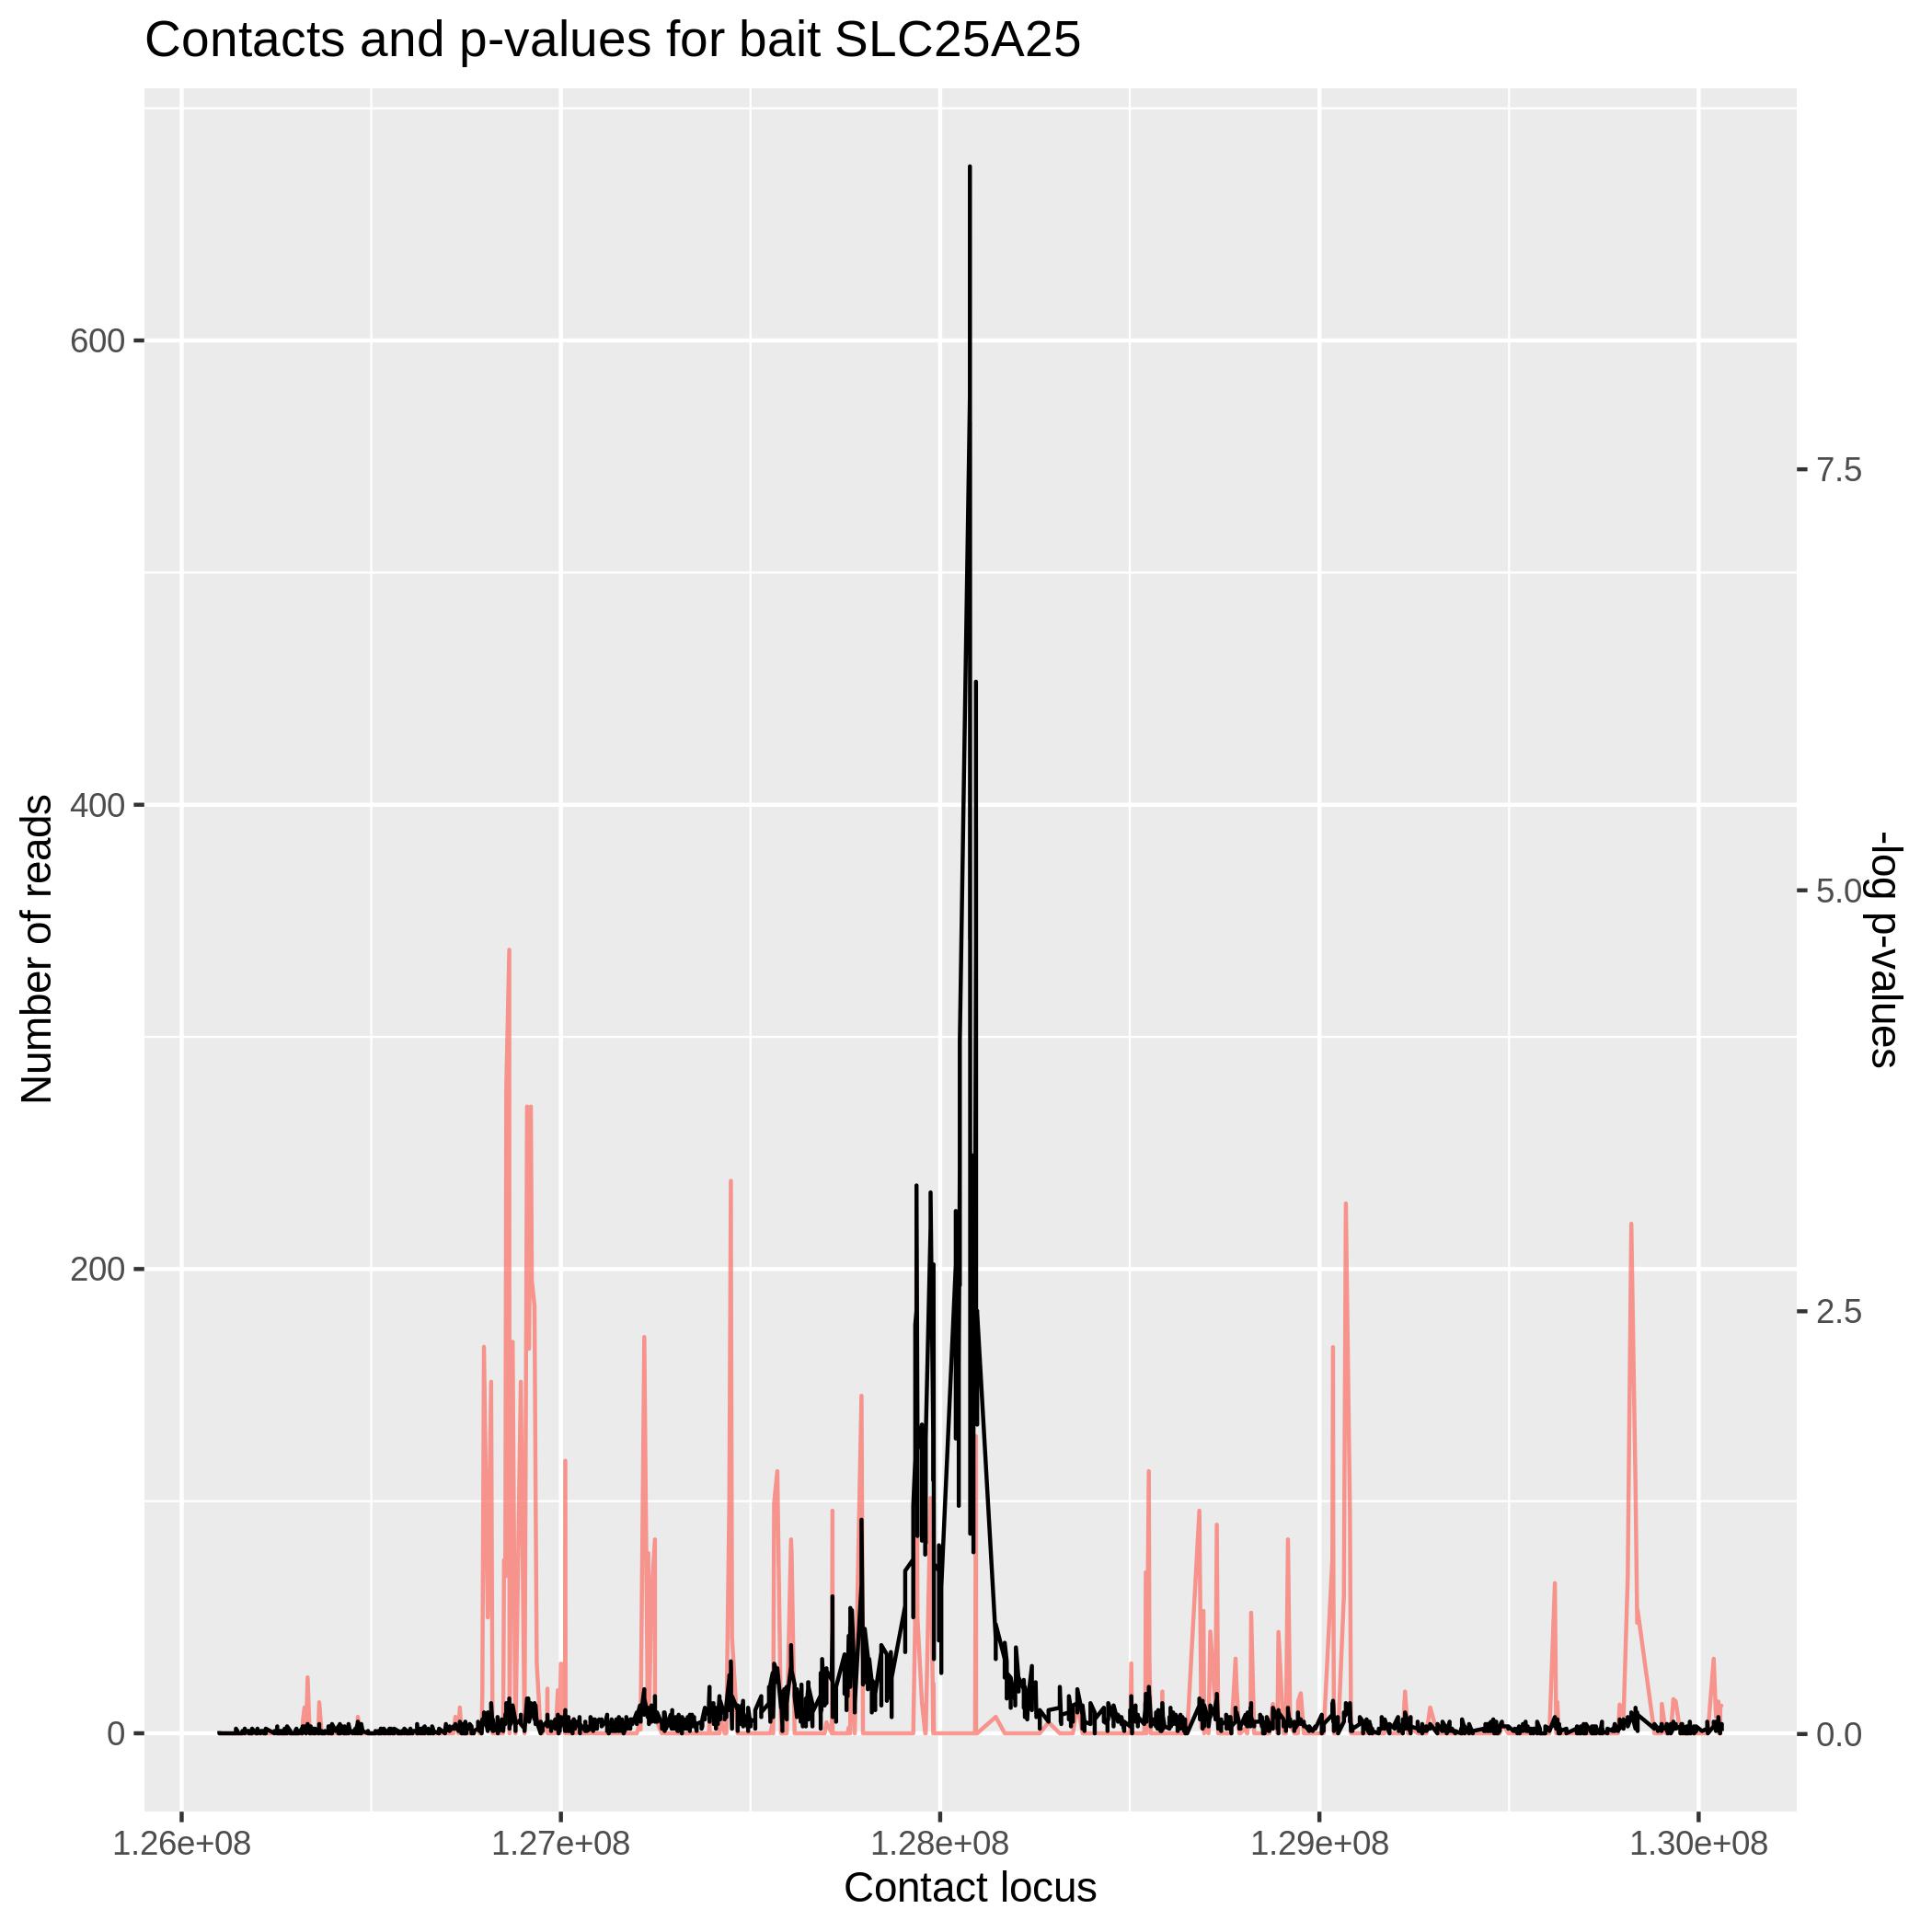 Contacts and p-values for bait SLC25A25
600
400
200
0
Number of reads
7.5
5.0
2.5
0.0
-log p-values
1.26e+08
1.27e+08
1.28e+08
1.29e+08
1.30e+08
Contact locus